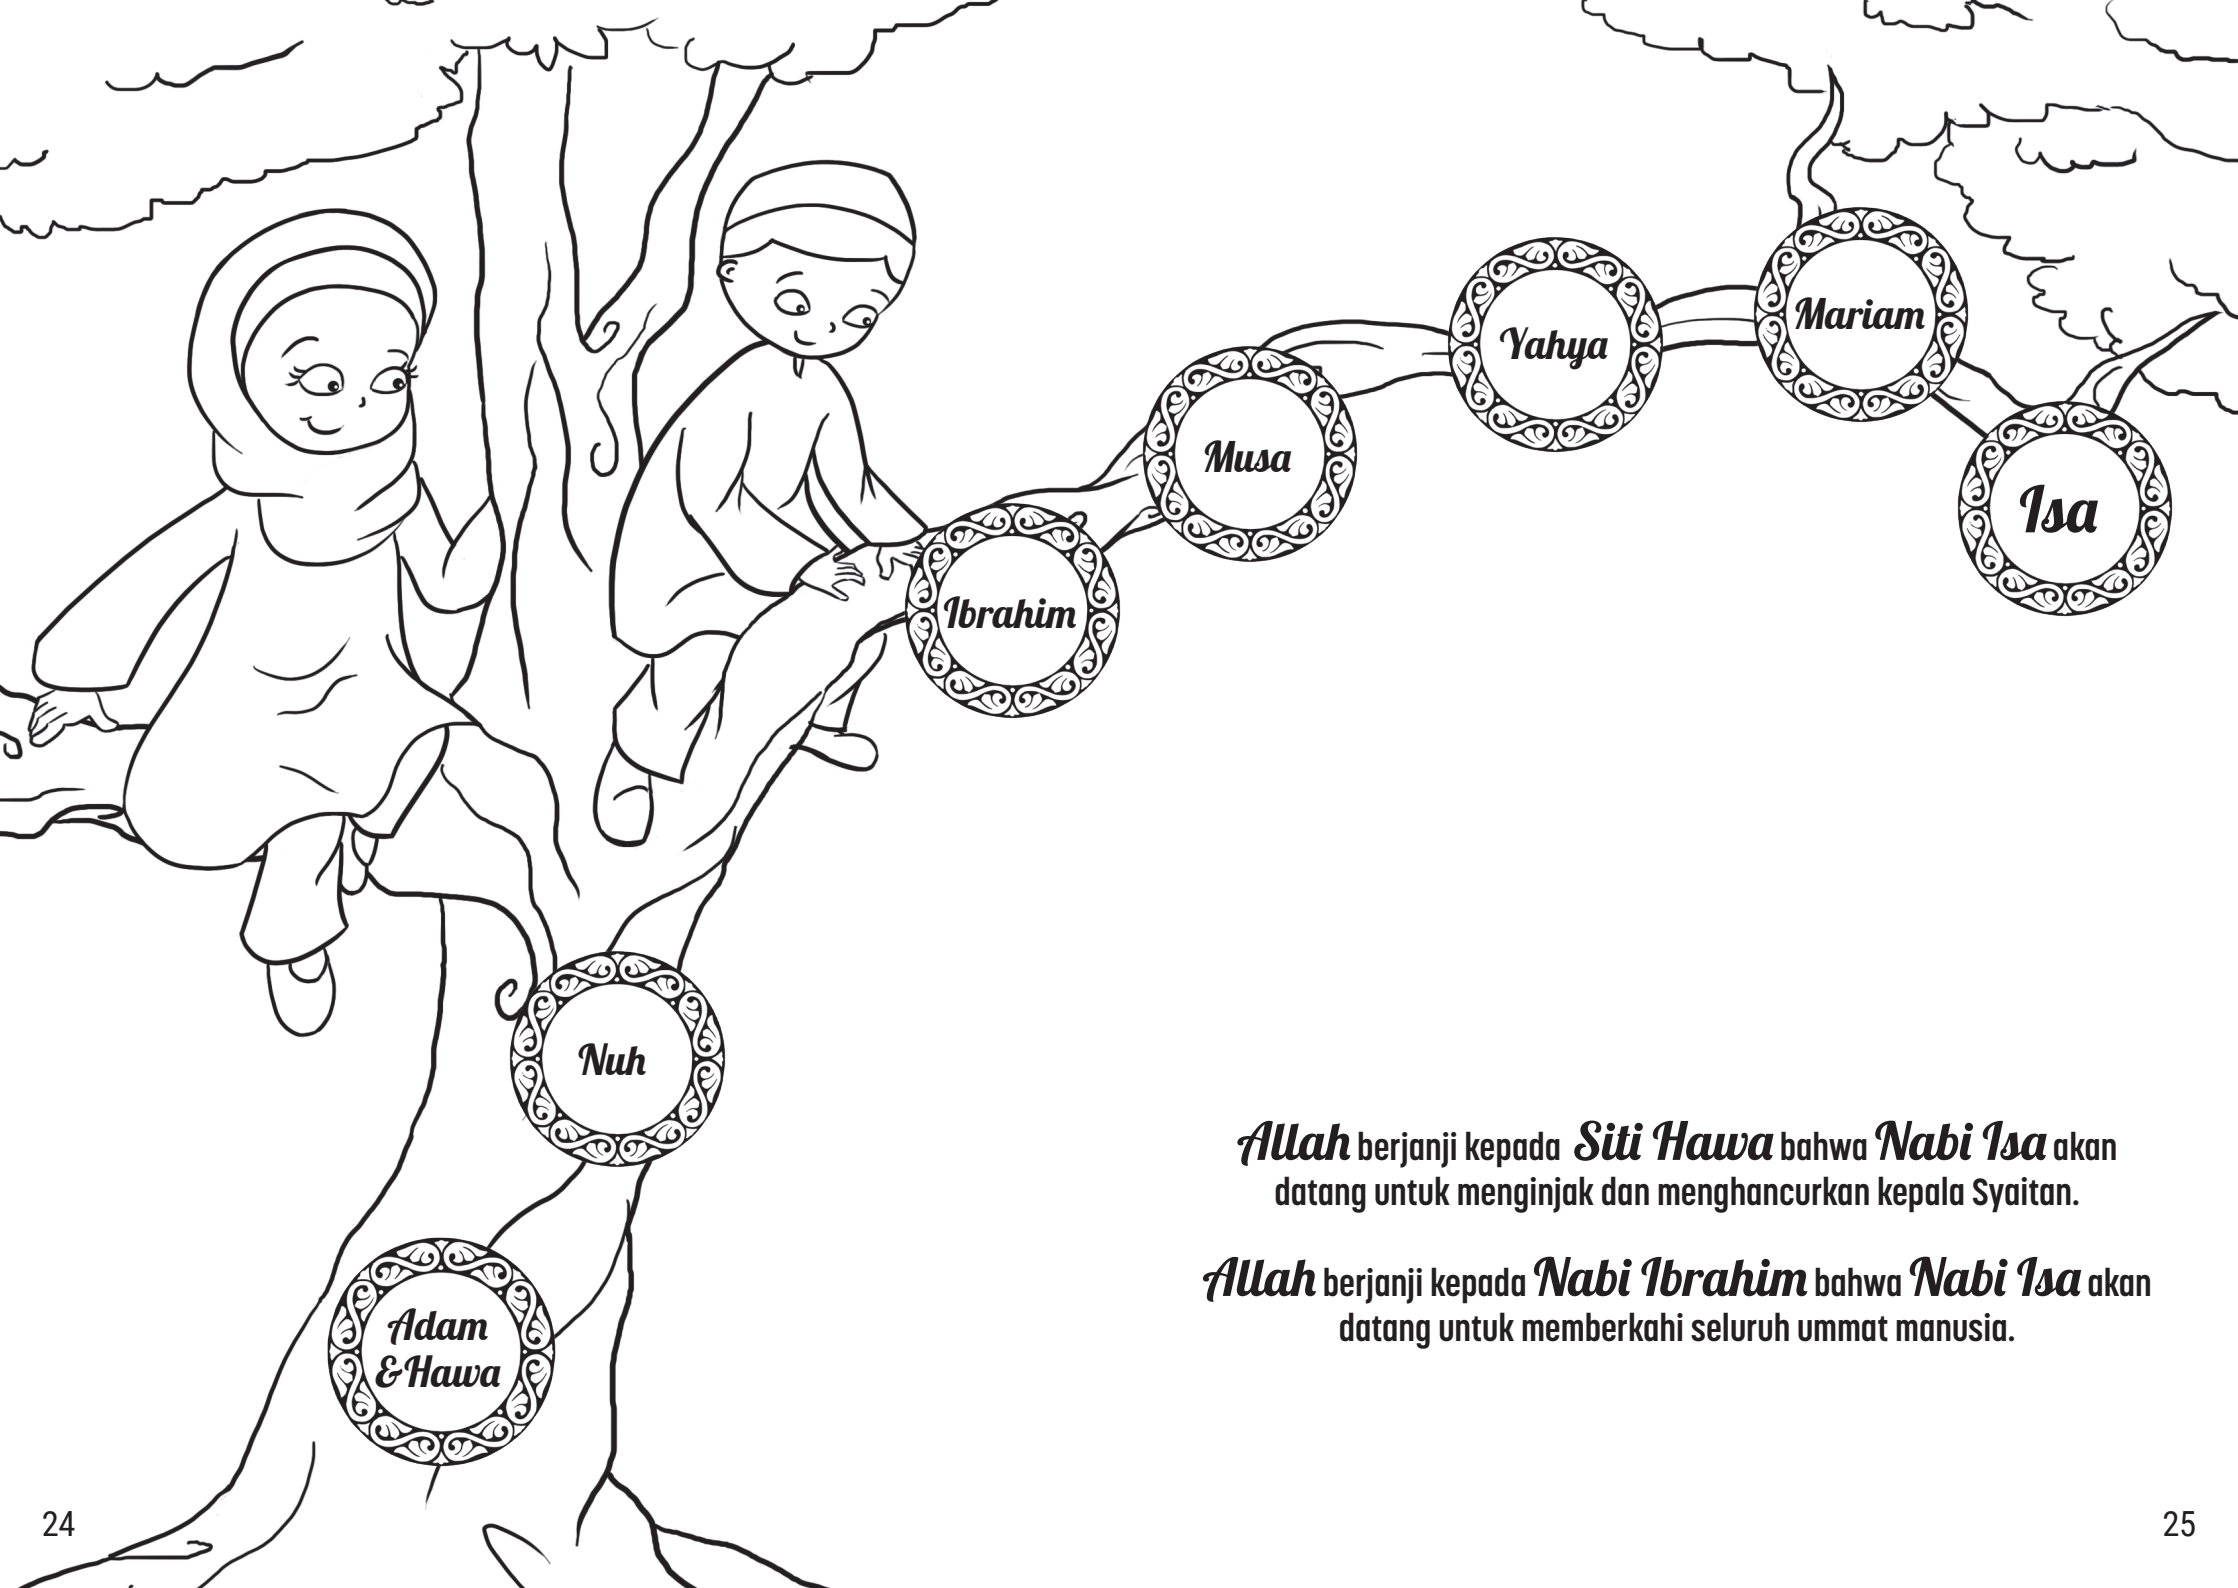 Adam
& Hawa
Nuh
Ibrahim
Musa
Yahya
Mariam
Isa
Allah berjanji kepada Siti Hawa bahwa Nabi Isa akan
datang untuk menginjak dan menghancurkan kepala Syaitan.
Allah berjanji kepada Nabi Ibrahim bahwa Nabi Isa akan
datang untuk memberkahi seluruh ummat manusia.
24
25